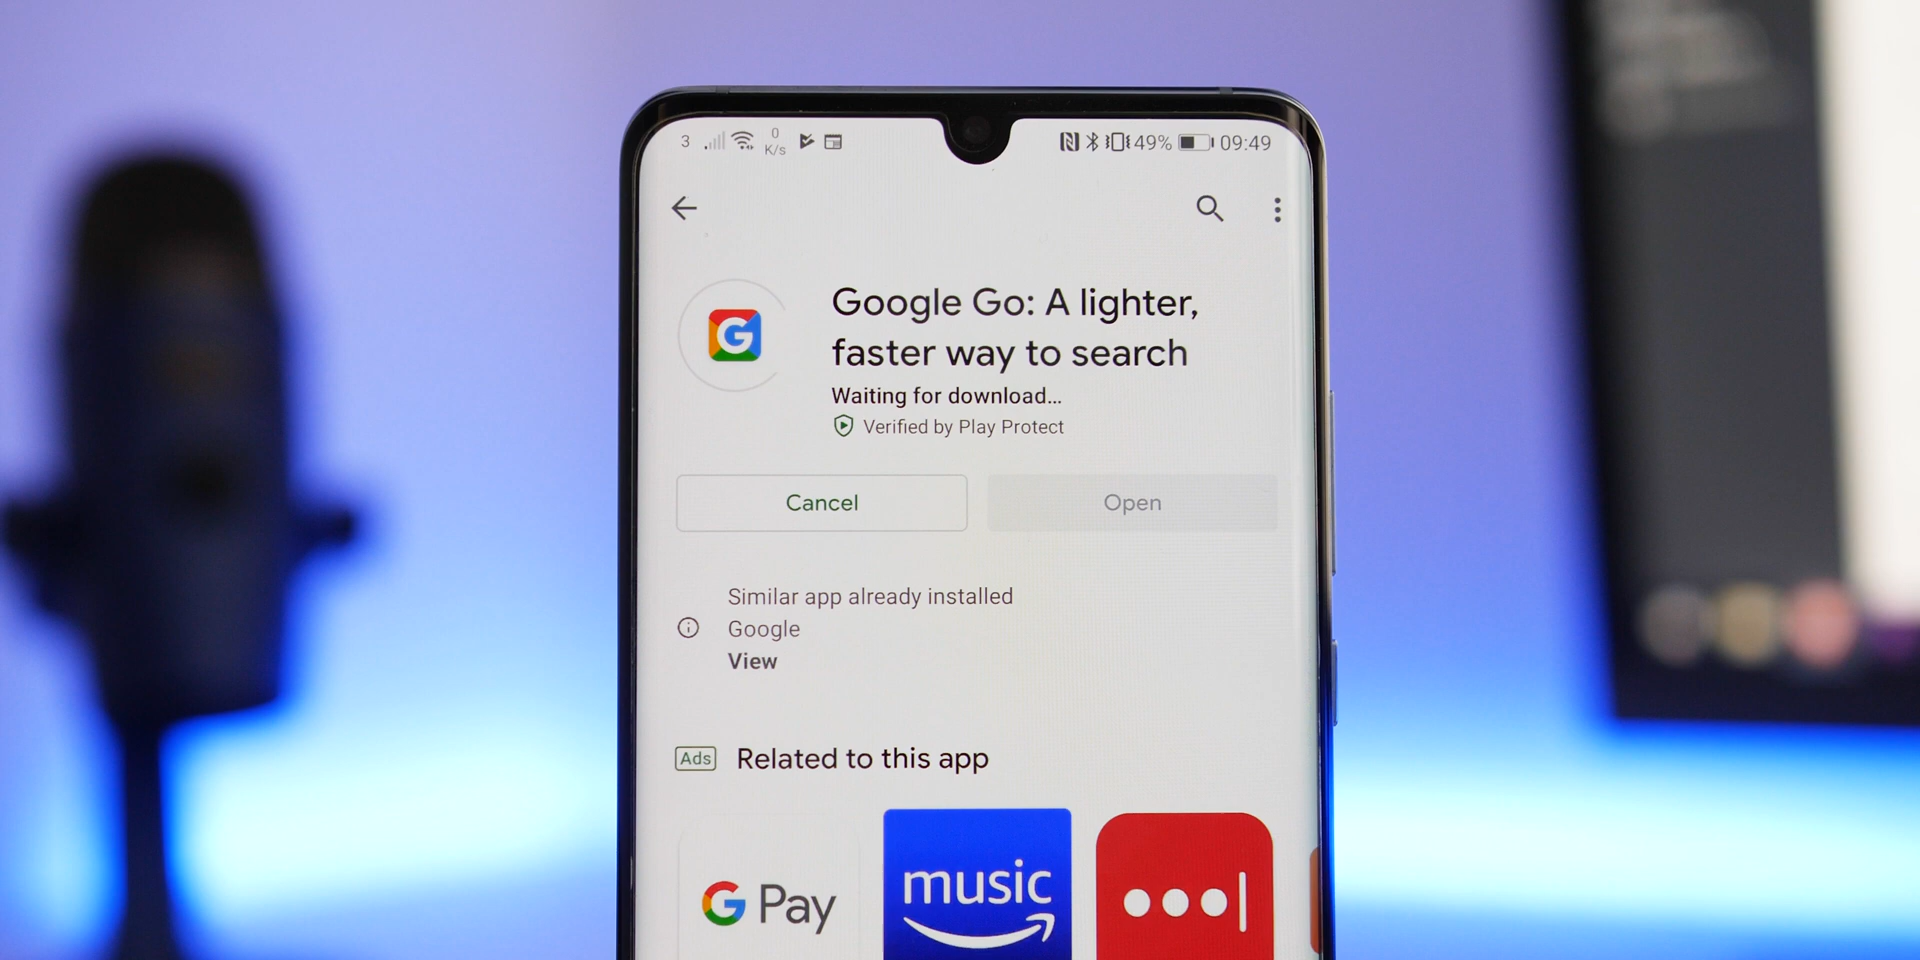 3 0 K/s 49% 09:49
Google Go: A lighter,
faster way to search
Waiting for download...
Verified by Play Protect
Cancel Open
Similar app already installed
Google
View
Ads Related to this app
G Pay music